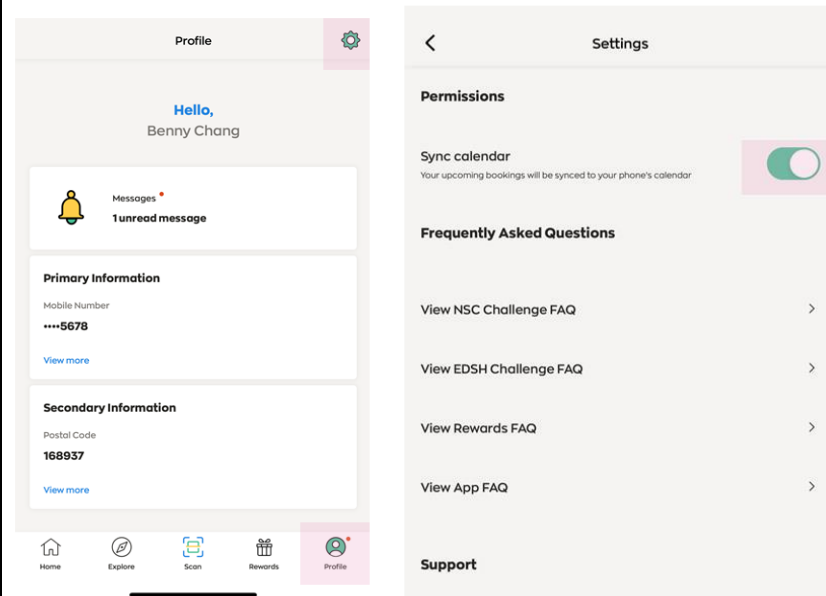 Profile
Hello,
Benny Chang
Messages
1 unread message
Primary Information
Mobile Number
••••5678
View more
Secondary Information
Postal Code
168937
View more
Home
Explore
Scan
Rewards
Profile
Settings
Permissions
Sync calendar
Your upcoming bookings will be synced to your phone's calendar
Frequently Asked Questions
View NSC Challenge FAQ
View EDSH Challenge FAQ
View Rewards FAQ
View App FAQ
Support